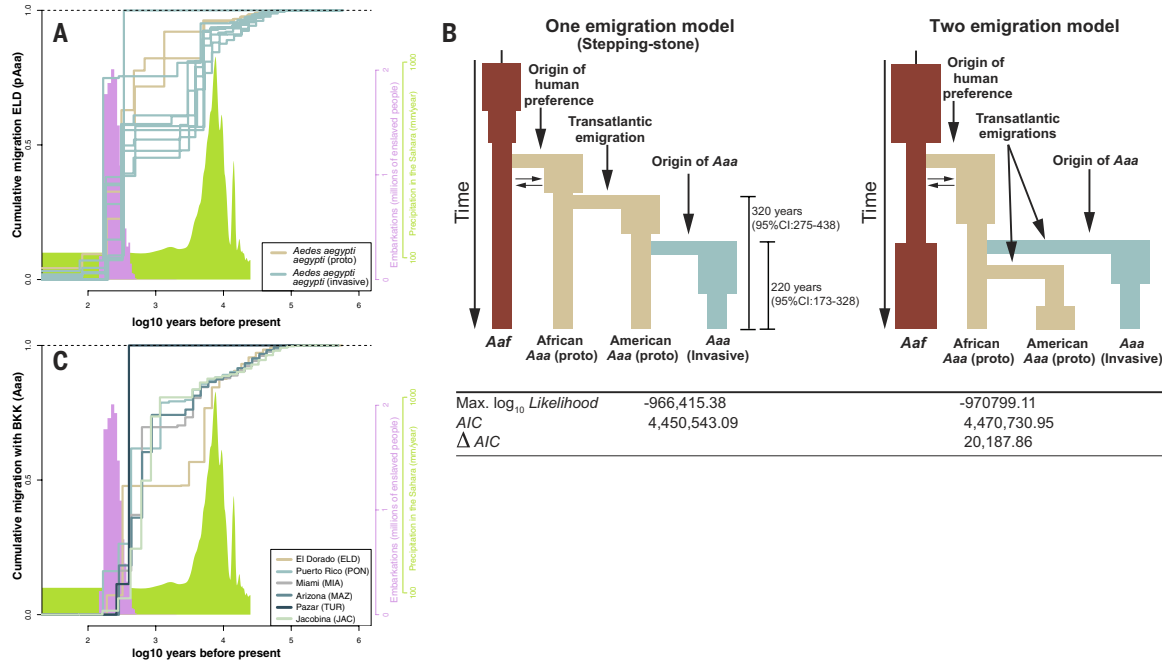 A
Cumulative migration ELD (pAaa)
1.0
0.5
0.0
2
3
4
5
6
log10 years before present
Embarkations (millions of enslaved people)
0
1
2
Precipitation in the Sahara (mm/year)
100
1000
Aedes aegypti
aegypti (proto)
Aedes aegypti
aegypti (invasive)
B
One emigration model
(Stepping-stone)
Time
Origin of
human
preference
Transatlantic
emigration
Origin of Aaa
320 years
(95%CI:275-438)
220 years
(95%CI:173-328)
Aaf
African
Aaa (proto)
American
Aaa (proto)
Aaa
(Invasive)
Two emigration model
Time
Origin of
human
preference
Transatlantic
emigrations
Origin of Aaa
Aaf
African
Aaa (proto)
American
Aaa (proto)
Aaa
(Invasive)
Max. log10 Likelihood -966,415.38 -970799.11
AIC 4,450,543.09 4,470,730.95
Δ AIC 20,187.86
C
Cumulative migration with BKK (Aaa)
1.0
0.5
0.0
2
3
4
5
6
log10 years before present
Embarkations (millions of enslaved people)
0
1
2
Precipitation in the Sahara (mm/year)
100
1000
El Dorado (ELD)
Puerto Rico (PON)
Miami (MIA)
Arizona (MAZ)
Pazar (TUR)
Jacobina (JAC)